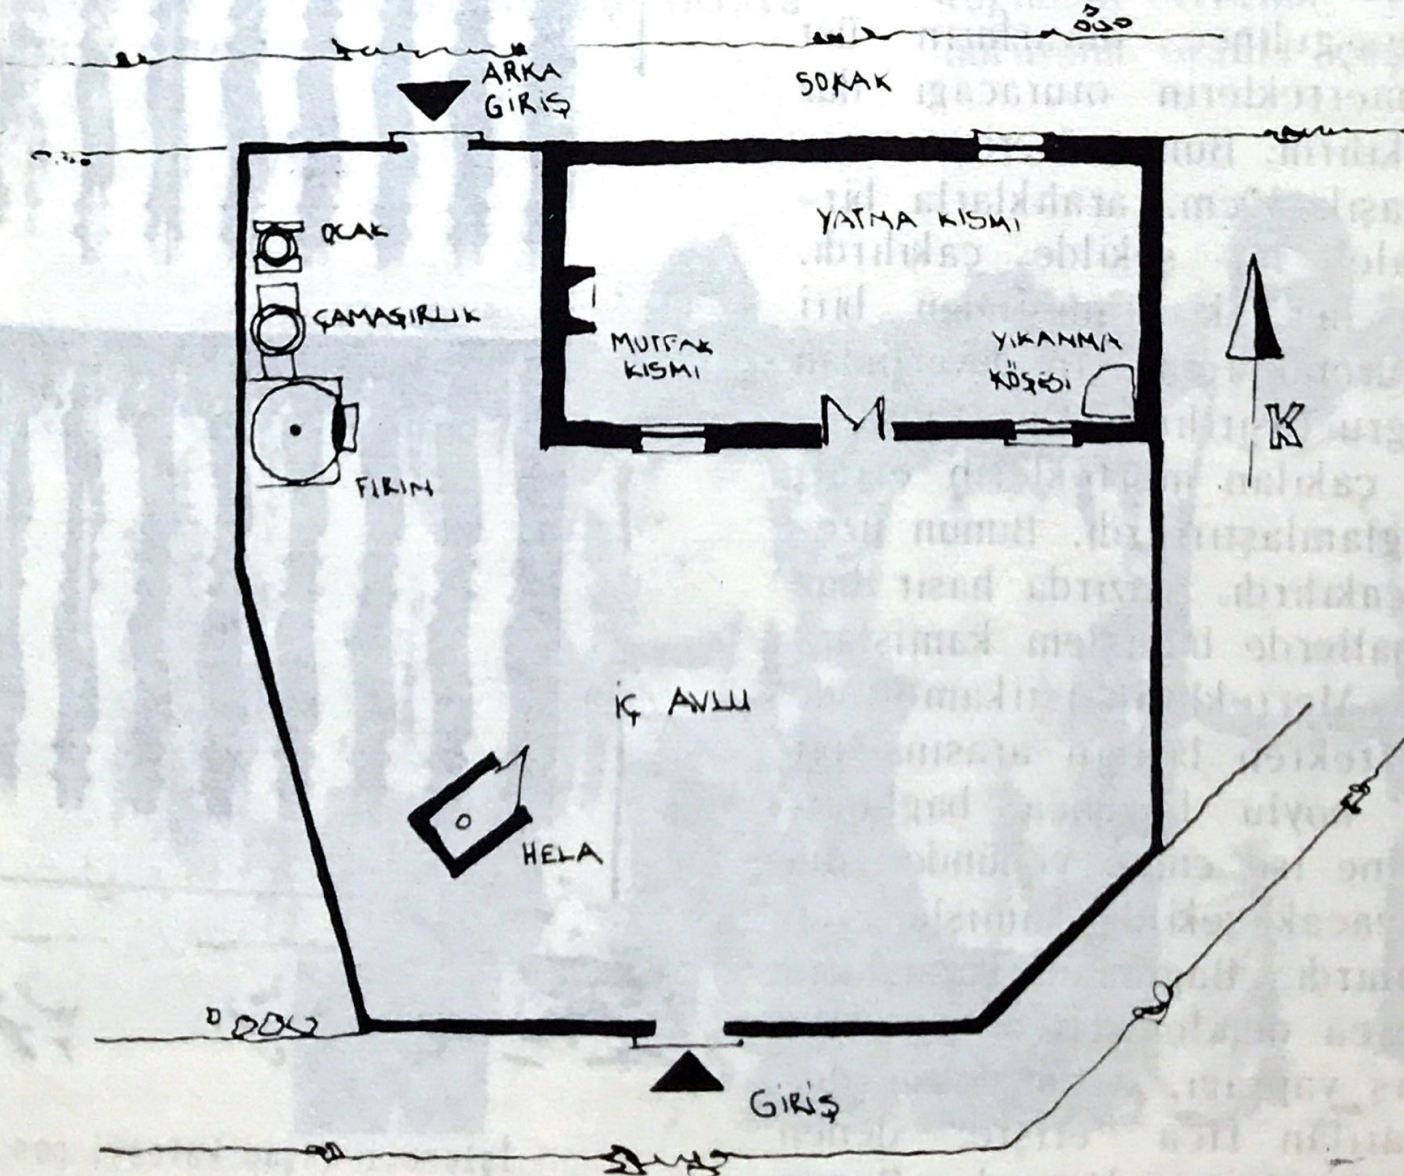 ARKA
GİRİŞ
SOKAK
OCAK
YATMA KISMI
ÇAMAŞIRLIK
MUTFAK
KISMI
YIKANMA
KÖŞESİ
K
FIRIN
İÇ AVLU
HELA
GİRİŞ